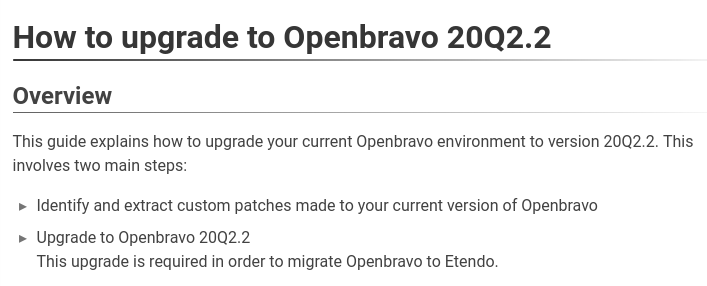 How to upgrade to Openbravo 20Q2.2
Overview
This guide explains how to upgrade your current Openbravo environment to version 20Q2.2. This
involves two main steps:
Identify and extract custom patches made to your current version of Openbravo
Upgrade to Openbravo 20Q2.2
This upgrade is required in order to migrate Openbravo to Etendo.